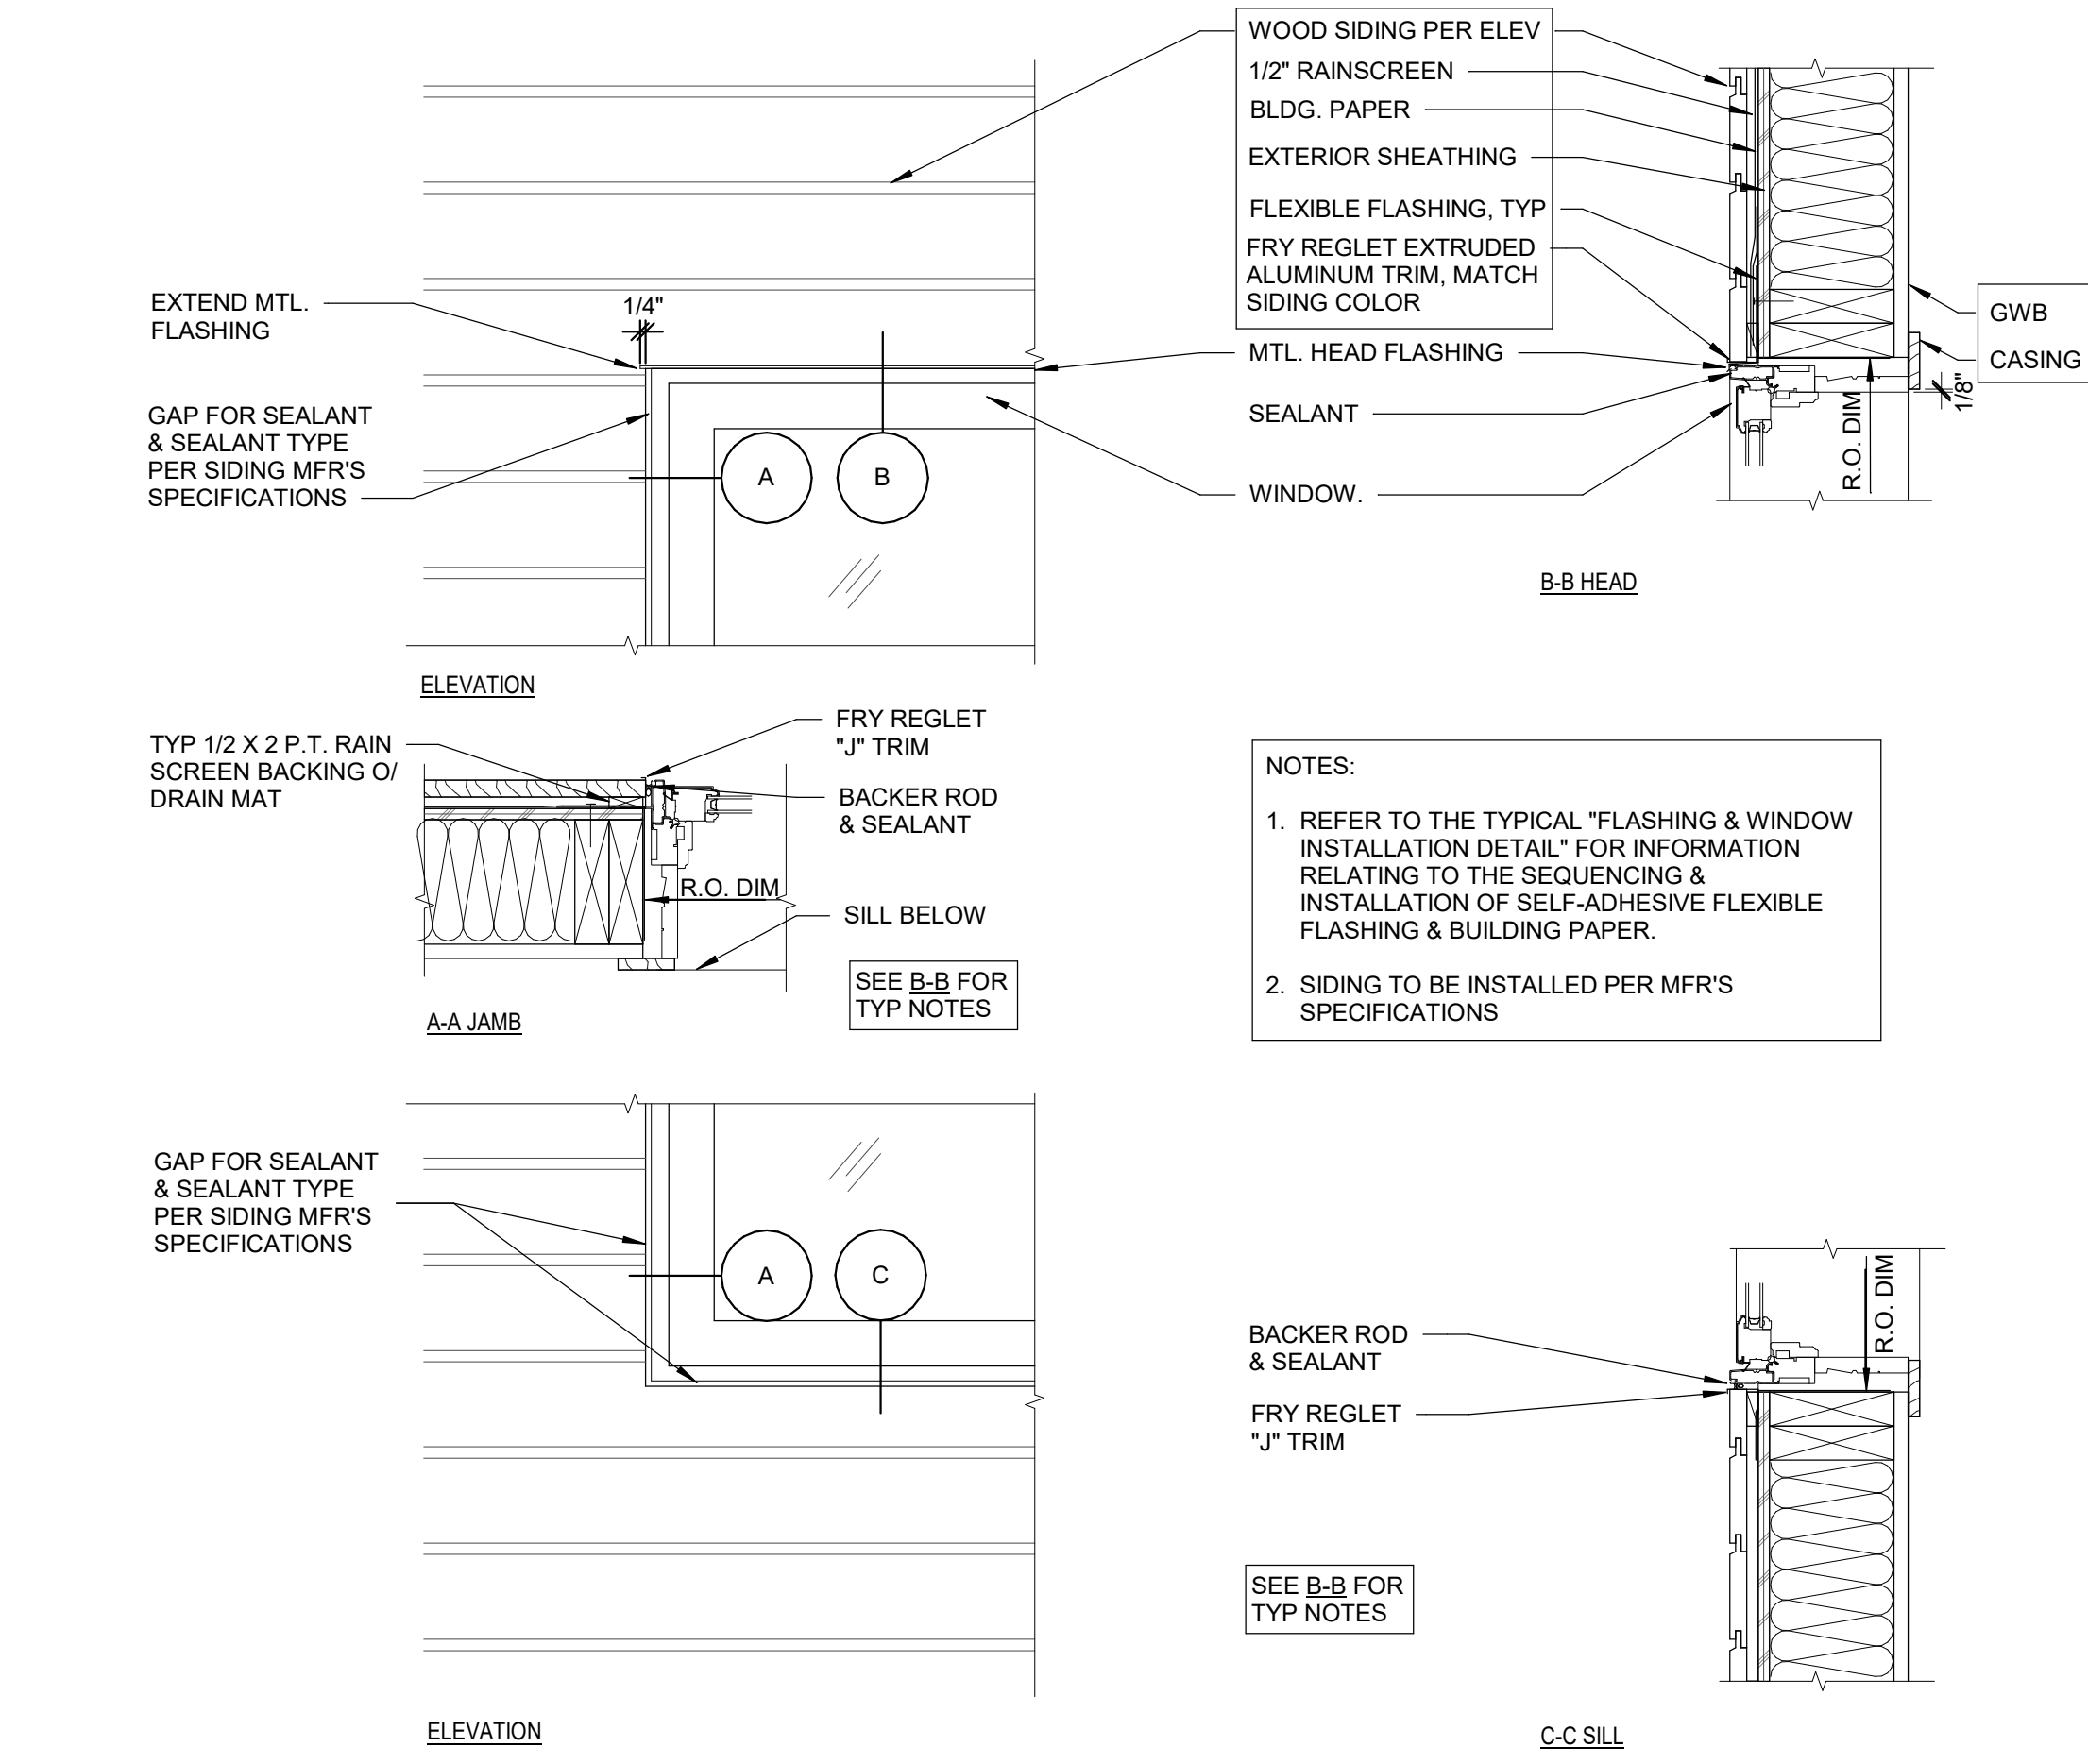 WOOD SIDING PER ELEV
1/2" RAINSCREEN
BLDG. PAPER
EXTERIOR SHEATHING
FLEXIBLE FLASHING, TYP
FRY REGLET EXTRUDED
ALUMINUM TRIM, MATCH
SIDING COLOR
MTL. HEAD FLASHING
SEALANT
WINDOW.
GWB
CASING
1/8"
R.O. DIM
B-B HEAD
EXTEND MTL.
FLASHING
1/4"
GAP FOR SEALANT
& SEALANT TYPE
PER SIDING MFR'S
SPECIFICATIONS
A
B
ELEVATION
TYP 1/2 X 2 P.T. RAIN
SCREEN BACKING O/
DRAIN MAT
FRY REGLET
"J" TRIM
BACKER ROD
& SEALANT
R.O. DIM
SILL BELOW
SEE B-B FOR
TYP NOTES
A-A JAMB
NOTES:
1. REFER TO THE TYPICAL "FLASHING & WINDOW
INSTALLATION DETAIL" FOR INFORMATION
RELATING TO THE SEQUENCING &
INSTALLATION OF SELF-ADHESIVE FLEXIBLE
FLASHING & BUILDING PAPER.
2. SIDING TO BE INSTALLED PER MFR'S
SPECIFICATIONS
GAP FOR SEALANT
& SEALANT TYPE
PER SIDING MFR'S
SPECIFICATIONS
A
C
ELEVATION
R.O. DIM
BACKER ROD
& SEALANT
FRY REGLET
"J" TRIM
SEE B-B FOR
TYP NOTES
C-C SILL